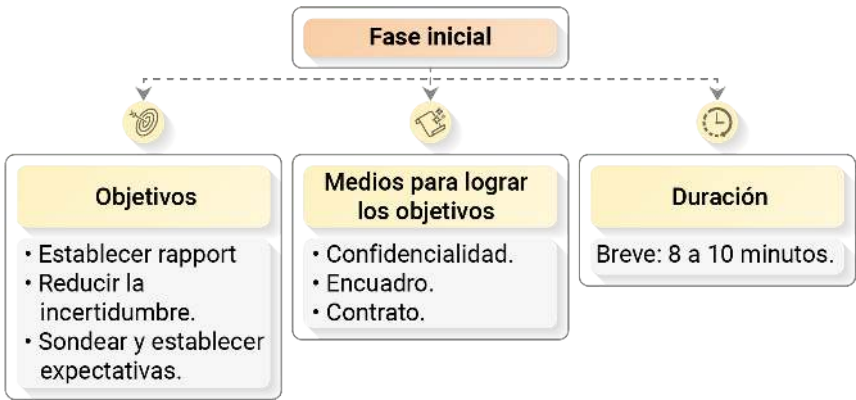 Fase inicial
Objetivos
• Establecer rapport
• Reducir la
incertidumbre.
• Sondear y establecer
expectativas.
Medios para lograr
los objetivos
• Confidencialidad.
• Encuadro.
• Contrato.
Duración
Breve: 8 a 10 minutos.